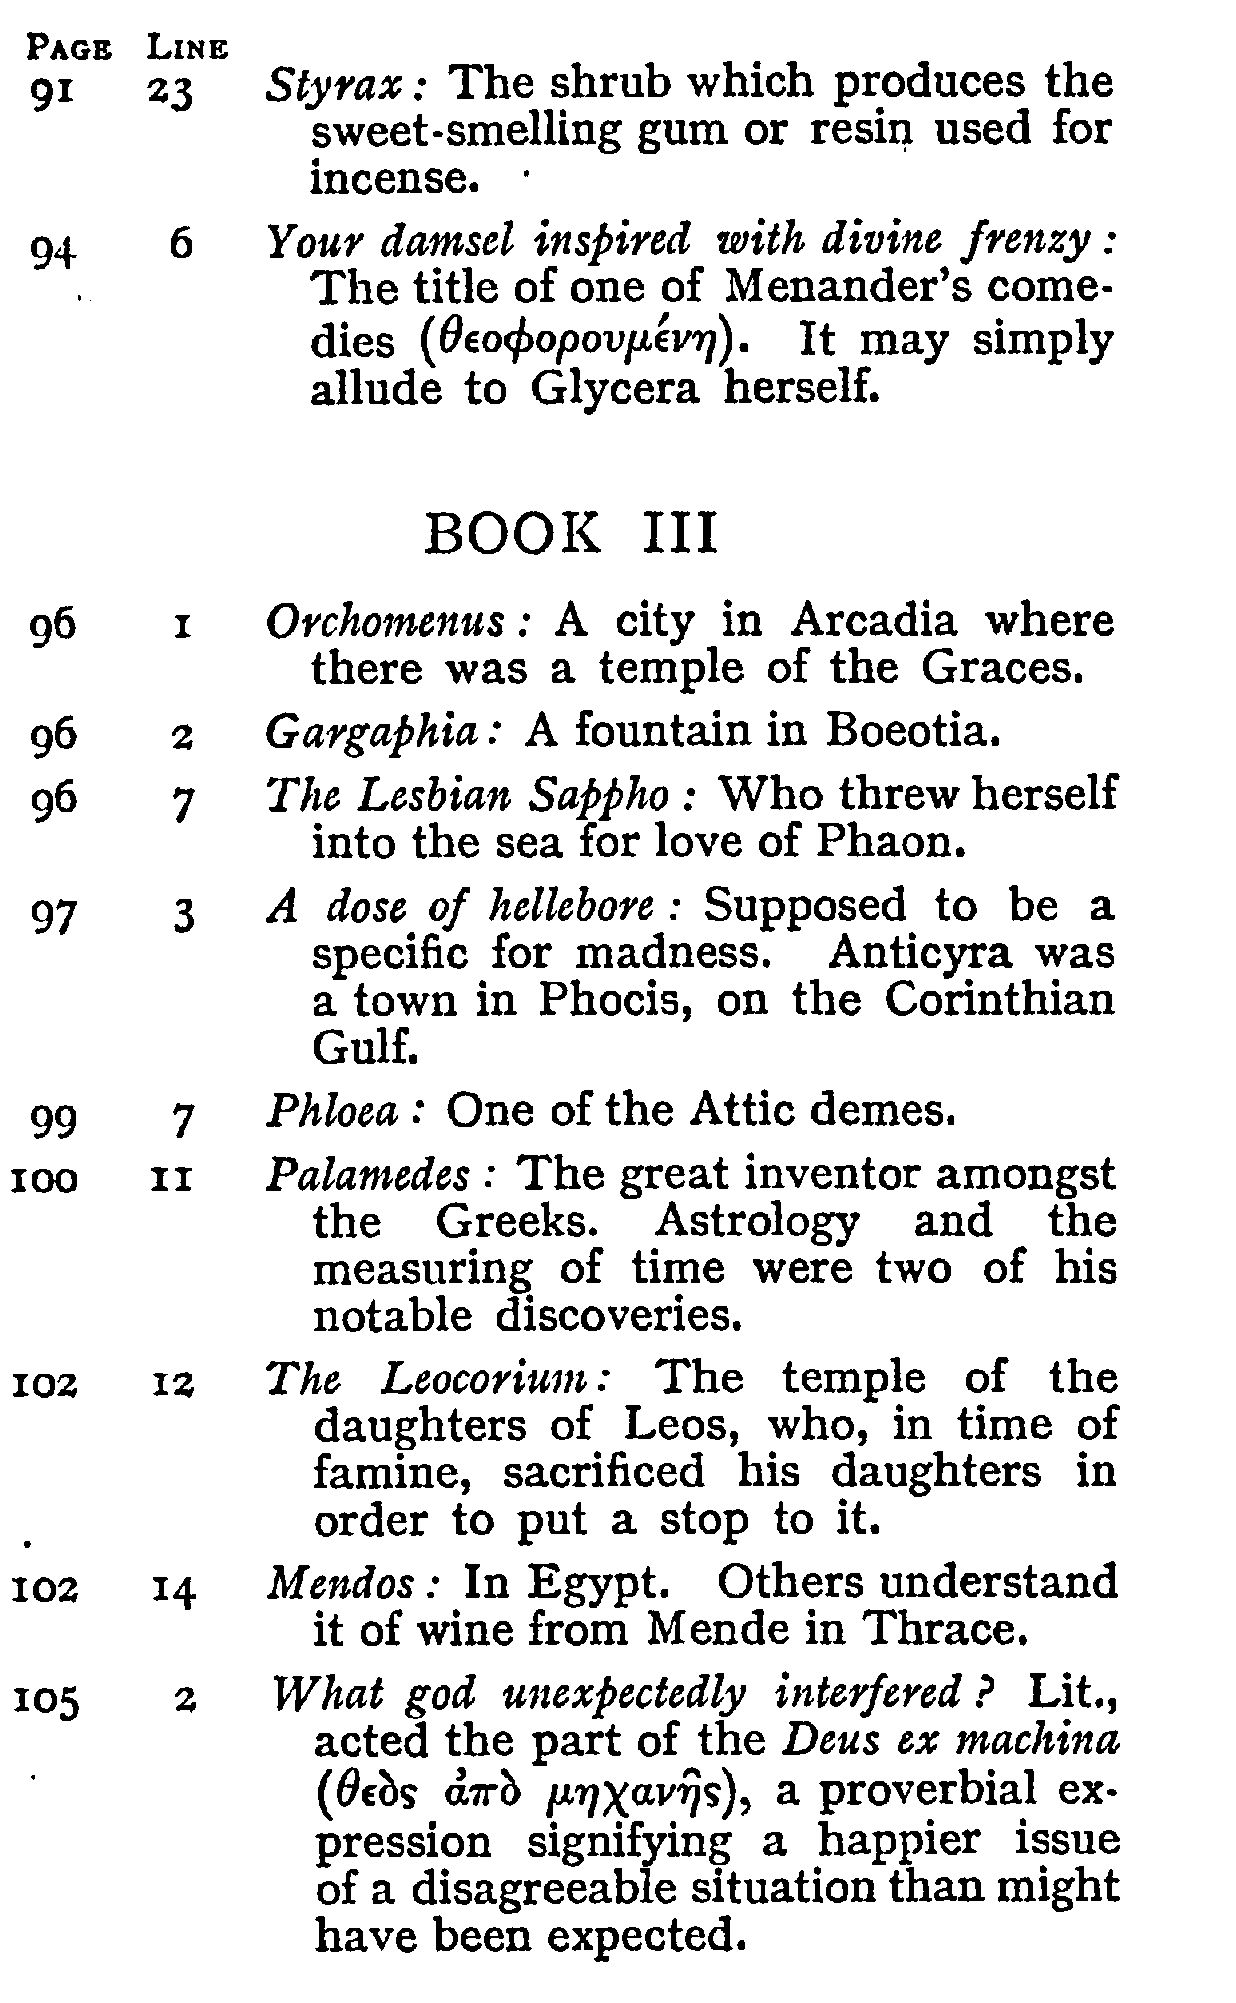 PAGE LINE
91 23 Styrax : The shrub which produces the
sweet-smelling gum or resin used for
incense.
94 6 Your damsel inspired with divine frenzy :
The title of one of Menander's come-
dies (θεοφορουμένη). It may simply
allude to Glycera herself.
BOOK III
96 1 Orchomenus : A city in Arcadia where
there was a temple of the Graces.
96 2 Gargaphia : A fountain in Boeotia.
96 7 The Lesbian Sappho : Who threw herself
into the sea for love of Phaon.
97 3 A dose of hellebore : Supposed to be a
specific for madness. Anticyra was
a town in Phocis, on the Corinthian
Gulf.
99 7 Phloea : One of the Attic demes.
100 11 Palamedes : The great inventor amongst
the Greeks. Astrology and the
measuring of time were two of his
notable discoveries.
102 12 The Leocorium : The temple of the
daughters of Leos, who, in time of
famine, sacrificed his daughters in
order to put a stop to it.
102 14 Mendos : In Egypt. Others understand
it of wine from Mende in Thrace.
105 2 What god unexpectedly interfered ? Lit.,
acted the part of the Deus ex machina
(θεὸς ἀπὸ μηχανῆς), a proverbial ex-
pression signifying a happier issue
of a disagreeable situation than might
have been expected.